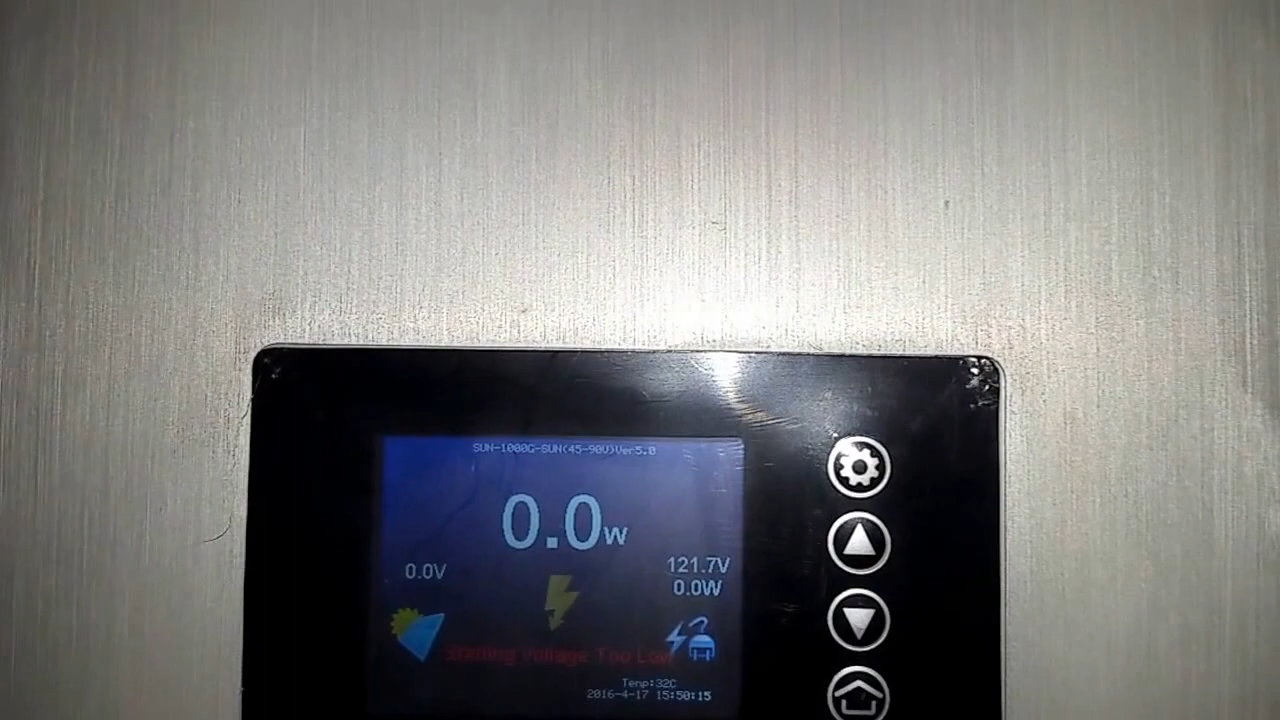 SUN-1000G-SUN(45-90V)Ver5.0
0.0W
0.0V
121.7V
0.0W
Starting Voltage Too Low
Temp:32C
2016-4-17 15:50:15